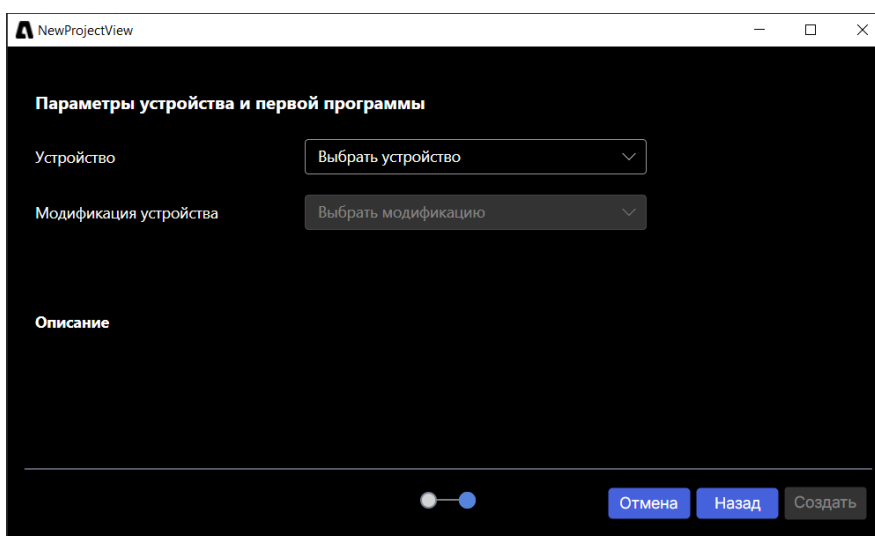 NewProjectView
Параметры устройства и первой программы
Устройство
Выбрать устройство
Модификация устройства
Выбрать модификацию
Описание
Отмена
Назад
Создать